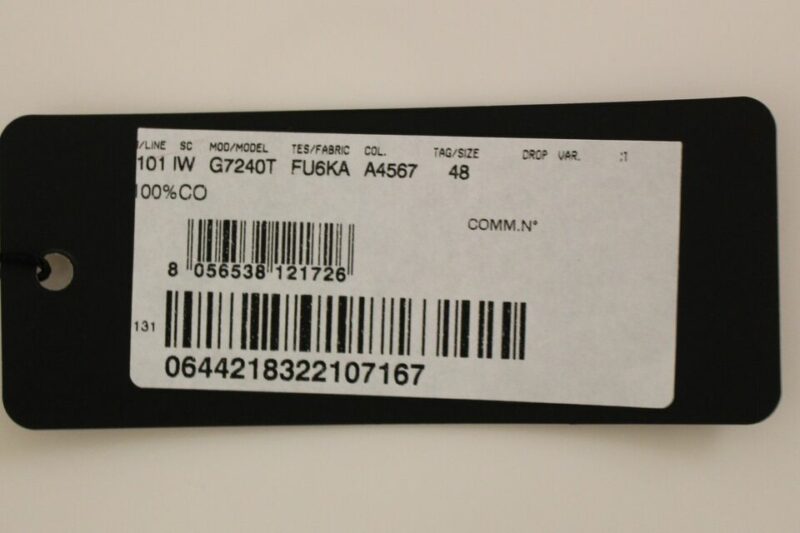 I/LINE SC MOD/MODEL TES/FABRIC COL. TAG/SIZE DROP VAR. :T
101 IW G7240T FU6KA A4567 48
100%CO
COMM.N°
8 056538 121726
131
0644218322107167